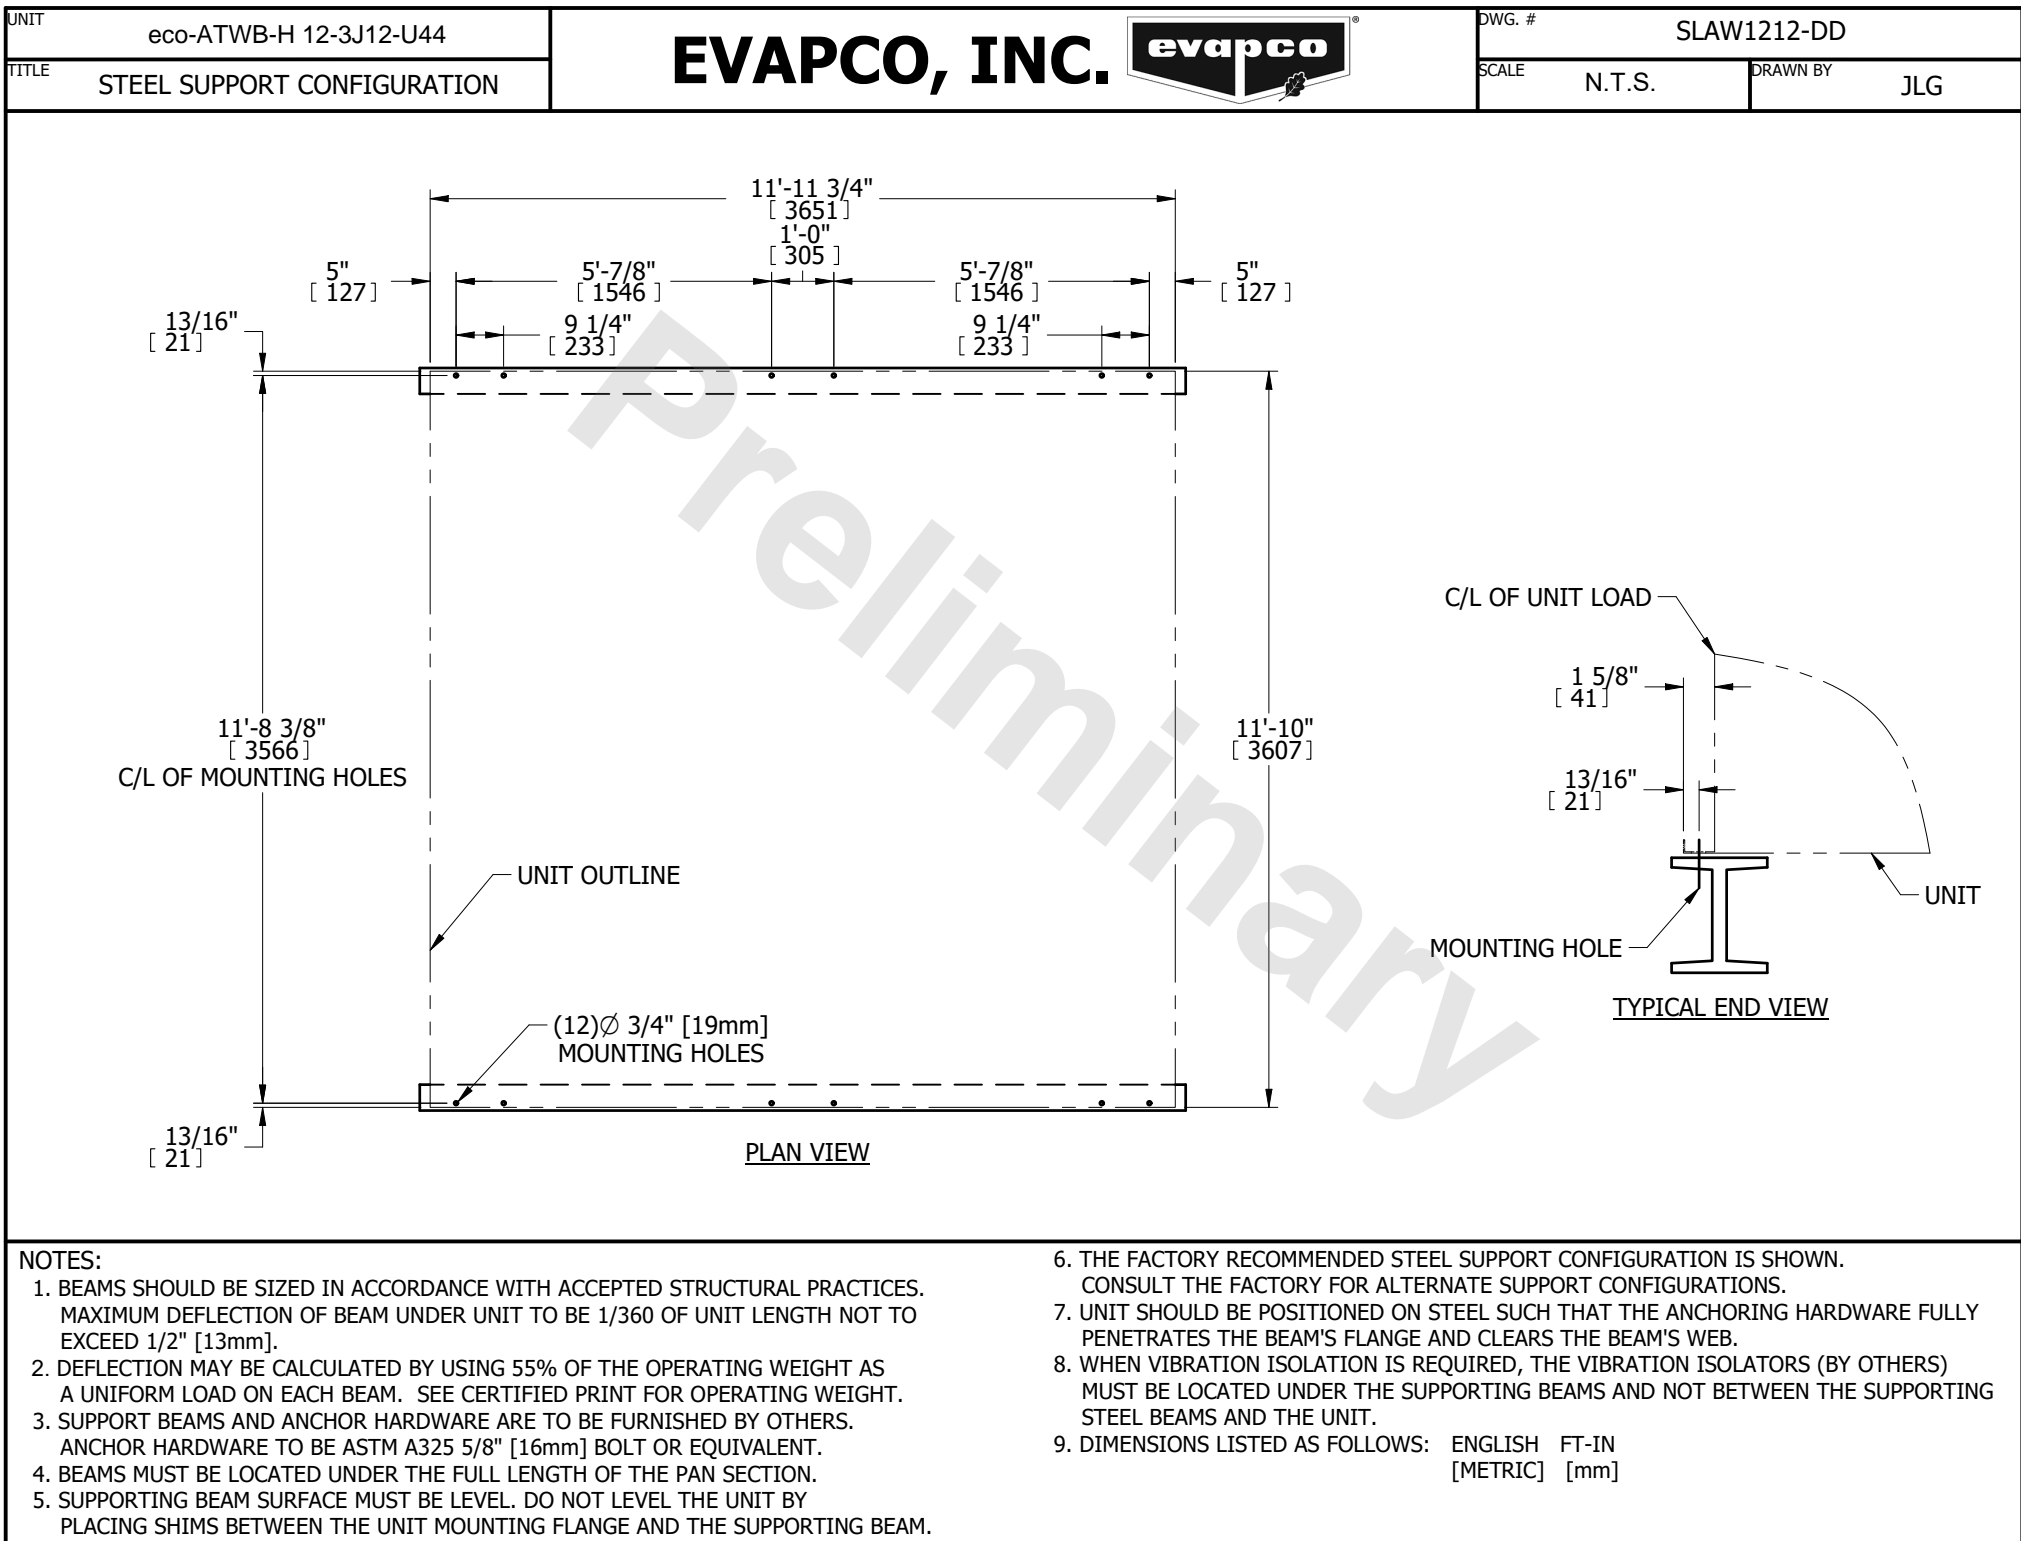 UNIT
eco-ATWB-H 12-3J12-U44
TITLE
STEEL SUPPORT CONFIGURATION
EVAPCO, INC.
evapco
®
DWG. #
SLAW1212-DD
SCALE
N.T.S.
DRAWN BY
JLG
11'-11 3/4"
[ 3651]
1'-0"
[ 305 ]
5"
[ 127]
5'-7/8"
[ 1546 ]
5'-7/8"
[ 1546 ]
5"
[ 127 ]
13/16"
[ 21]
9 1/4"
[ 233]
9 1/4"
[ 233 ]
Preliminary
C/L OF UNIT LOAD
1 5/8"
[ 41]
11'-8 3/8"
[ 3566]
C/L OF MOUNTING HOLES
11'-10"
[ 3607]
13/16"
[ 21]
UNIT OUTLINE
UNIT
MOUNTING HOLE
TYPICAL END VIEW
(12)∅ 3/4" [19mm]
MOUNTING HOLES
13/16"
[ 21]
PLAN VIEW
NOTES:
1. BEAMS SHOULD BE SIZED IN ACCORDANCE WITH ACCEPTED STRUCTURAL PRACTICES.
MAXIMUM DEFLECTION OF BEAM UNDER UNIT TO BE 1/360 OF UNIT LENGTH NOT TO
EXCEED 1/2" [13mm].
2. DEFLECTION MAY BE CALCULATED BY USING 55% OF THE OPERATING WEIGHT AS
A UNIFORM LOAD ON EACH BEAM. SEE CERTIFIED PRINT FOR OPERATING WEIGHT.
3. SUPPORT BEAMS AND ANCHOR HARDWARE ARE TO BE FURNISHED BY OTHERS.
ANCHOR HARDWARE TO BE ASTM A325 5/8" [16mm] BOLT OR EQUIVALENT.
4. BEAMS MUST BE LOCATED UNDER THE FULL LENGTH OF THE PAN SECTION.
5. SUPPORTING BEAM SURFACE MUST BE LEVEL. DO NOT LEVEL THE UNIT BY
PLACING SHIMS BETWEEN THE UNIT MOUNTING FLANGE AND THE SUPPORTING BEAM.
6. THE FACTORY RECOMMENDED STEEL SUPPORT CONFIGURATION IS SHOWN.
CONSULT THE FACTORY FOR ALTERNATE SUPPORT CONFIGURATIONS.
7. UNIT SHOULD BE POSITIONED ON STEEL SUCH THAT THE ANCHORING HARDWARE FULLY
PENETRATES THE BEAM'S FLANGE AND CLEARS THE BEAM'S WEB.
8. WHEN VIBRATION ISOLATION IS REQUIRED, THE VIBRATION ISOLATORS (BY OTHERS)
MUST BE LOCATED UNDER THE SUPPORTING BEAMS AND NOT BETWEEN THE SUPPORTING
STEEL BEAMS AND THE UNIT.
9. DIMENSIONS LISTED AS FOLLOWS: ENGLISH FT-IN
[METRIC] [mm]